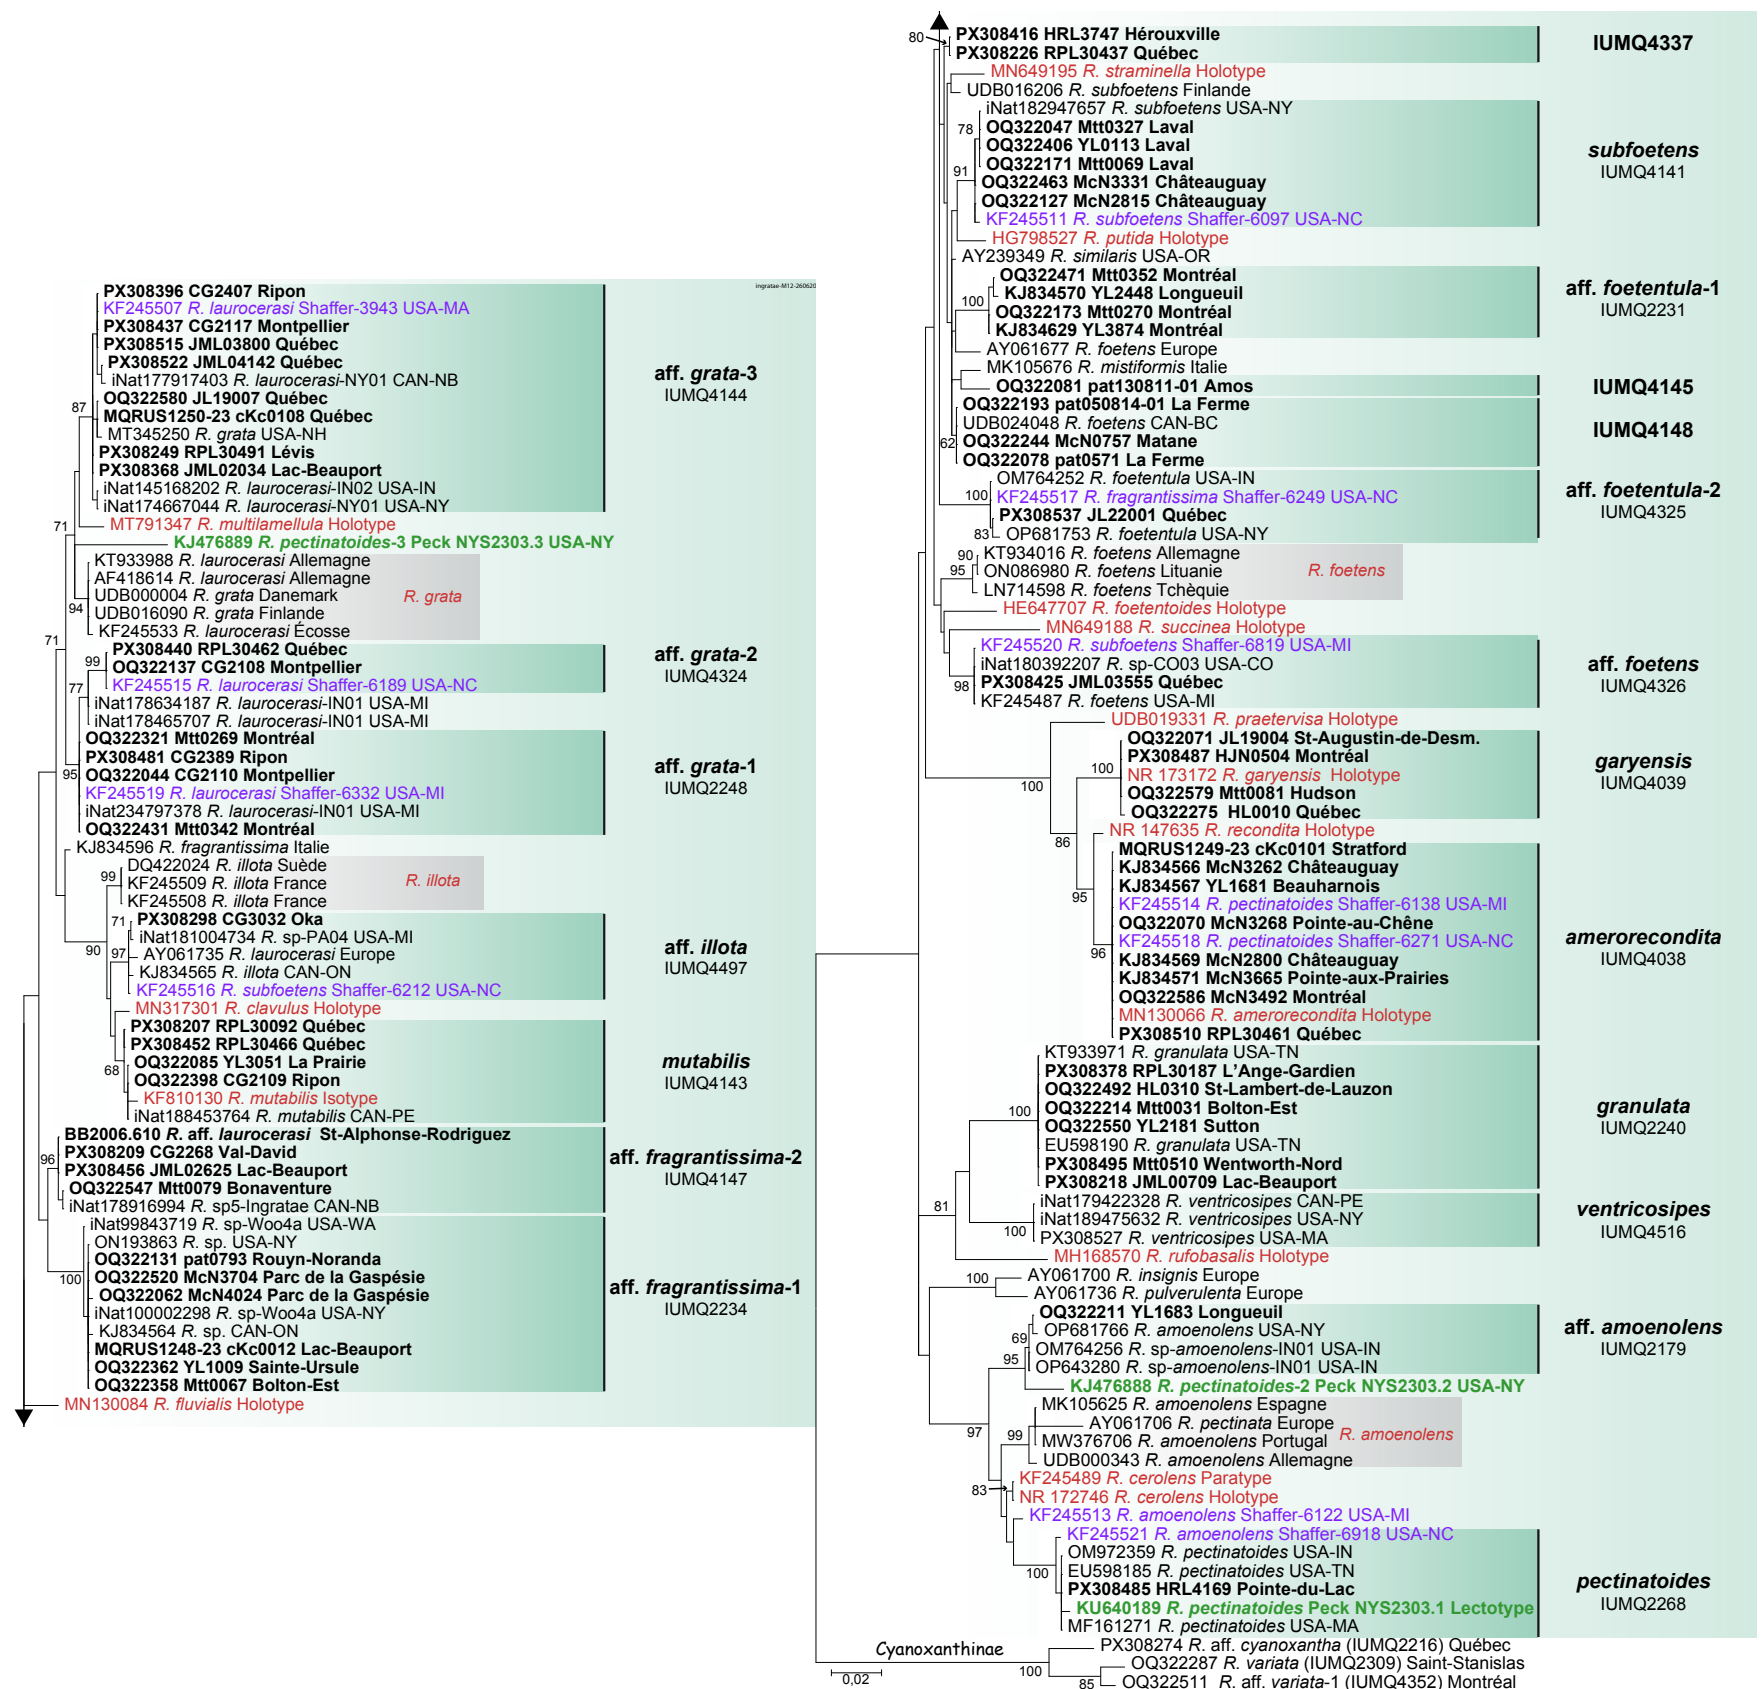 ingratae-M12-260620
PX308396 CG2407 Ripon
KF245507 R. laurocerasi Shaffer-3943 USA-MA
PX308437 CG2117 Montpellier
PX308515 JML03800 Québec
PX308522 JML04142 Québec
iNat177917403 R. laurocerasi-NY01 CAN-NB
OQ322580 JL19007 Québec
87
MQRUS1250-23 cKc0108 Québec
MT345250 R. grata USA-NH
PX308249 RPL30491 Lévis
PX308368 JML02034 Lac-Beauport
iNat145168202 R. laurocerasi-IN02 USA-IN
iNat174667044 R. laurocerasi-NY01 USA-NY
aff. grata-3
IUMQ4144
71
MT791347 R. multilamellula Holotype
KJ476889 R. pectinatoides-3 Peck NYS2303.3 USA-NY
KT933988 R. laurocerasi Allemagne
AF418614 R. laurocerasi Allemagne
UDB000004 R. grata Danemark
94
UDB016090 R. grata Finlande
KF245533 R. laurocerasi Écosse
R. grata
71
PX308440 RPL30462 Québec
99
OQ322137 CG2108 Montpellier
KF245515 R. laurocerasi Shaffer-6189 USA-NC
77
aff. grata-2
IUMQ4324
iNat178634187 R. laurocerasi-IN01 USA-MI
iNat178465707 R. laurocerasi-IN01 USA-MI
OQ322321 Mtt0269 Montréal
PX308481 CG2389 Ripon
95
OQ322044 CG2110 Montpellier
KF245519 R. laurocerasi Shaffer-6332 USA-MI
iNat234797378 R. laurocerasi-IN01 USA-MI
OQ322431 Mtt0342 Montréal
aff. grata-1
IUMQ2248
KJ834596 R. fragrantissima Italie
DQ422024 R. illota Suède
99
KF245509 R. illota France
KF245508 R. illota France
R. illota
71
PX308298 CG3032 Oka
iNat181004734 R. sp-PA04 USA-MI
90
97
AY061735 R. laurocerasi Europe
KJ834565 R. illota CAN-ON
KF245516 R. subfoetens Shaffer-6212 USA-NC
aff. illota
IUMQ4497
MN317301 R. clavulus Holotype
PX308207 RPL30092 Québec
PX308452 RPL30466 Québec
OQ322085 YL3051 La Prairie
68
OQ322398 CG2109 Ripon
KF810130 R. mutabilis Isotype
iNat188453764 R. mutabilis CAN-PE
mutabilis
IUMQ4143
BB2006.610 R. aff. laurocerasi St-Alphonse-Rodriguez
PX308209 CG2268 Val-David
96
PX308456 JML02625 Lac-Beauport
OQ322547 Mtt0079 Bonaventure
iNat178916994 R. sp5-Ingratae CAN-NB
aff. fragrantissima-2
IUMQ4147
iNat99843719 R. sp-Woo4a USA-WA
ON193863 R. sp. USA-NY
OQ322131 pat0793 Rouyn-Noranda
100
OQ322520 McN3704 Parc de la Gaspésie
OQ322062 McN4024 Parc de la Gaspésie
iNat100002298 R. sp-Woo4a USA-NY
KJ834564 R. sp. CAN-ON
MQRUS1248-23 cKc0012 Lac-Beauport
OQ322362 YL1009 Sainte-Ursule
OQ322358 Mtt0067 Bolton-Est
aff. fragrantissima-1
IUMQ2234
MN130084 R. fluvialis Holotype
80
PX308416 HRL3747 Hérouxville
PX308226 RPL30437 Québec
IUMQ4337
MN649195 R. straminella Holotype
UDB016206 R. subfoetens Finlande
iNat182947657 R. subfoetens USA-NY
78
OQ322047 Mtt0327 Laval
OQ322406 YL0113 Laval
OQ322171 Mtt0069 Laval
91
OQ322463 McN3331 Châteauguay
OQ322127 McN2815 Châteauguay
KF245511 R. subfoetens Shaffer-6097 USA-NC
subfoetens
IUMQ4141
HG798527 R. putida Holotype
AY239349 R. similaris USA-OR
OQ322471 Mtt0352 Montréal
KJ834570 YL2448 Longueuil
100
OQ322173 Mtt0270 Montréal
KJ834629 YL3874 Montréal
aff. foetentula-1
IUMQ2231
AY061677 R. foetens Europe
MK105676 R. mistiformis Italie
OQ322081 pat130811-01 Amos
IUMQ4145
OQ322193 pat050814-01 La Ferme
UDB024048 R. foetens CAN-BC
62
OQ322244 McN0757 Matane
OQ322078 pat0571 La Ferme
IUMQ4148
OM764252 R. foetentula USA-IN
100
KF245517 R. fragrantissima Shaffer-6249 USA-NC
PX308537 JL22001 Québec
83
OP681753 R. foetentula USA-NY
aff. foetentula-2
IUMQ4325
90
KT934016 R. foetens Allemagne
95
ON086980 R. foetens Lituanie
LN714598 R. foetens Tchèquie
R. foetens
HE647707 R. foetentoides Holotype
MN649188 R. succinea Holotype
KF245520 R. subfoetens Shaffer-6819 USA-MI
iNat180392207 R. sp-CO03 USA-CO
98
PX308425 JML03555 Québec
KF245487 R. foetens USA-MI
aff. foetens
IUMQ4326
UDB019331 R. praetervisa Holotype
OQ322071 JL19004 St-Augustin-de-Desm.
PX308487 HJN0504 Montréal
100
NR 173172 R. garyensis Holotype
100
OQ322579 Mtt0081 Hudson
OQ322275 HL0010 Québec
garyensis
IUMQ4039
86
NR 147635 R. recondita Holotype
MQRUS1249-23 cKc0101 Stratford
KJ834566 McN3262 Châteauguay
KJ834567 YL1681 Beauharnois
95
KF245514 R. pectinatoides Shaffer-6138 USA-MI
OQ322070 McN3268 Pointe-au-Chêne
KF245518 R. pectinatoides Shaffer-6271 USA-NC
96
KJ834569 McN2800 Châteauguay
KJ834571 McN3665 Pointe-aux-Prairies
OQ322586 McN3492 Montréal
MN130066 R. amerorecondita Holotype
PX308510 RPL30461 Québec
amerorecondita
IUMQ4038
KT933971 R. granulata USA-TN
PX308378 RPL30187 L'Ange-Gardien
OQ322492 HL0310 St-Lambert-de-Lauzon
100
OQ322214 Mtt0031 Bolton-Est
OQ322550 YL2181 Sutton
EU598190 R. granulata USA-TN
PX308495 Mtt0510 Wentworth-Nord
PX308218 JML00709 Lac-Beauport
granulata
IUMQ2240
81
iNat179422328 R. ventricosipes CAN-PE
iNat189475632 R. ventricosipes USA-NY
100
PX308527 R. ventricosipes USA-MA
ventricosipes
IUMQ4516
MH168570 R. rufobasalis Holotype
100
AY061700 R. insignis Europe
AY061736 R. pulverulenta Europe
OQ322211 YL1683 Longueuil
OP681766 R. amoenolens USA-NY
69
OM764256 R. sp-amoenolens-IN01 USA-IN
95
OP643280 R. sp-amoenolens-IN01 USA-IN
aff. amoenolens
IUMQ2179
KJ476888 R. pectinatoides-2 Peck NYS2303.2 USA-NY
MK105625 R. amoenolens Espagne
97
AY061706 R. pectinata Europe
99
MW376706 R. amoenolens Portugal
UDB000343 R. amoenolens Allemagne
R. amoenolens
KF245489 R. cerolens Paratype
83
NR 172746 R. cerolens Holotype
KF245513 R. amoenolens Shaffer-6122 USA-MI
KF245521 R. amoenolens Shaffer-6918 USA-NC
OM972359 R. pectinatoides USA-IN
100
EU598185 R. pectinatoides USA-TN
PX308485 HRL4169 Pointe-du-Lac
KU640189 R. pectinatoides Peck NYS2303.1 Lectotype
MF161271 R. pectinatoides USA-MA
pectinatoides
IUMQ2268
Cyanoxanthinae
PX308274 R. aff. cyanoxantha (IUMQ2216) Québec
100
OQ322287 R. variata (IUMQ2309) Saint-Stanislas
85
OQ322511 R. aff. variata-1 (IUMQ4352) Montréal
0,02